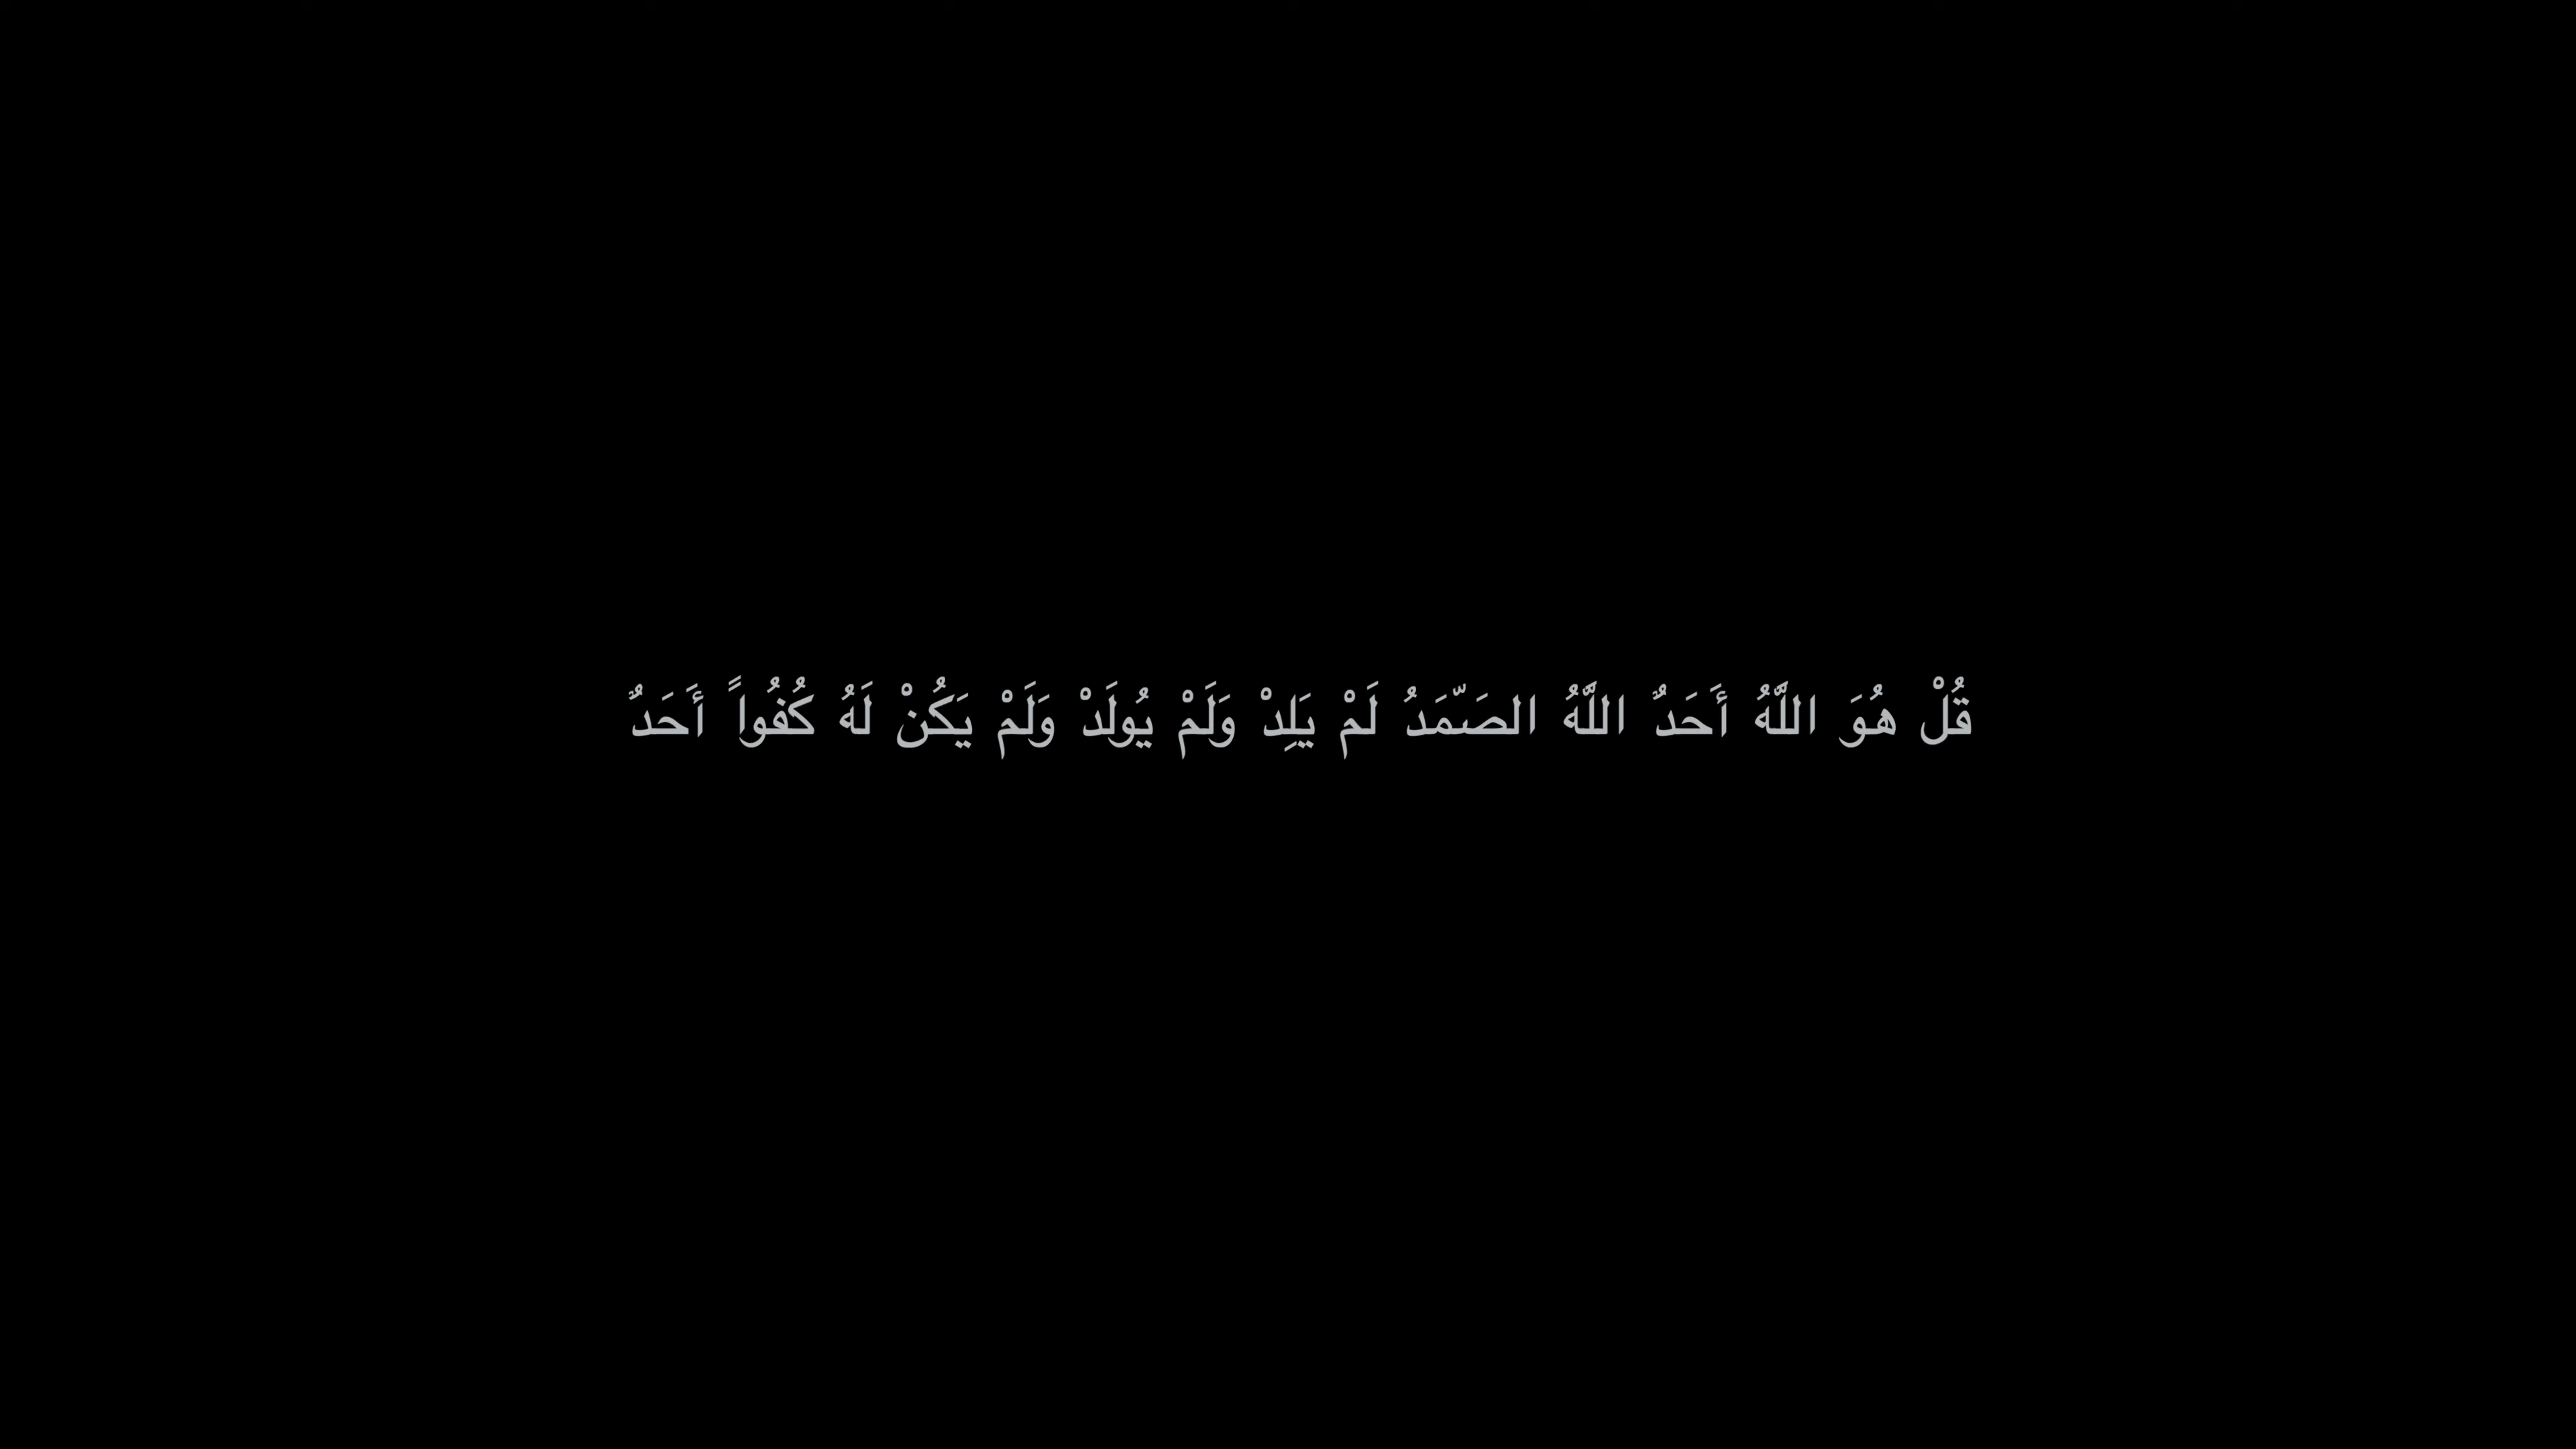 قُلْ هُوَ اللَّهُ أَحَدٌ اللَّهُ الصَّمَدُ لَمْ يَلِدْ وَلَمْ يُولَدْ وَلَمْ يَكُنْ لَهُ كُفُواً أَحَدٌ